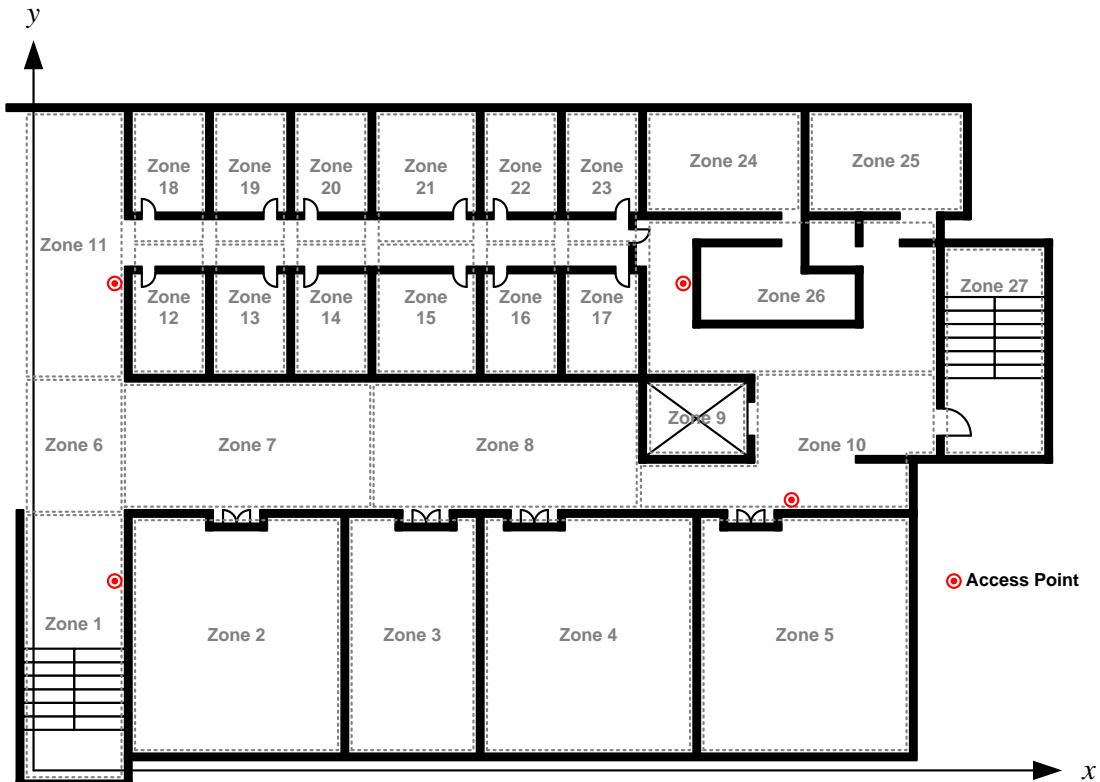 y
Zone 18
Zone 19
Zone 20
Zone 21
Zone 22
Zone 23
Zone 24
Zone 25
Zone 11
Zone 12
Zone 13
Zone 14
Zone 15
Zone 16
Zone 17
Zone 26
Zone 27
Zone 6
Zone 7
Zone 8
Zone 9
Zone 10
Access Point
Zone 1
Zone 2
Zone 3
Zone 4
Zone 5
x